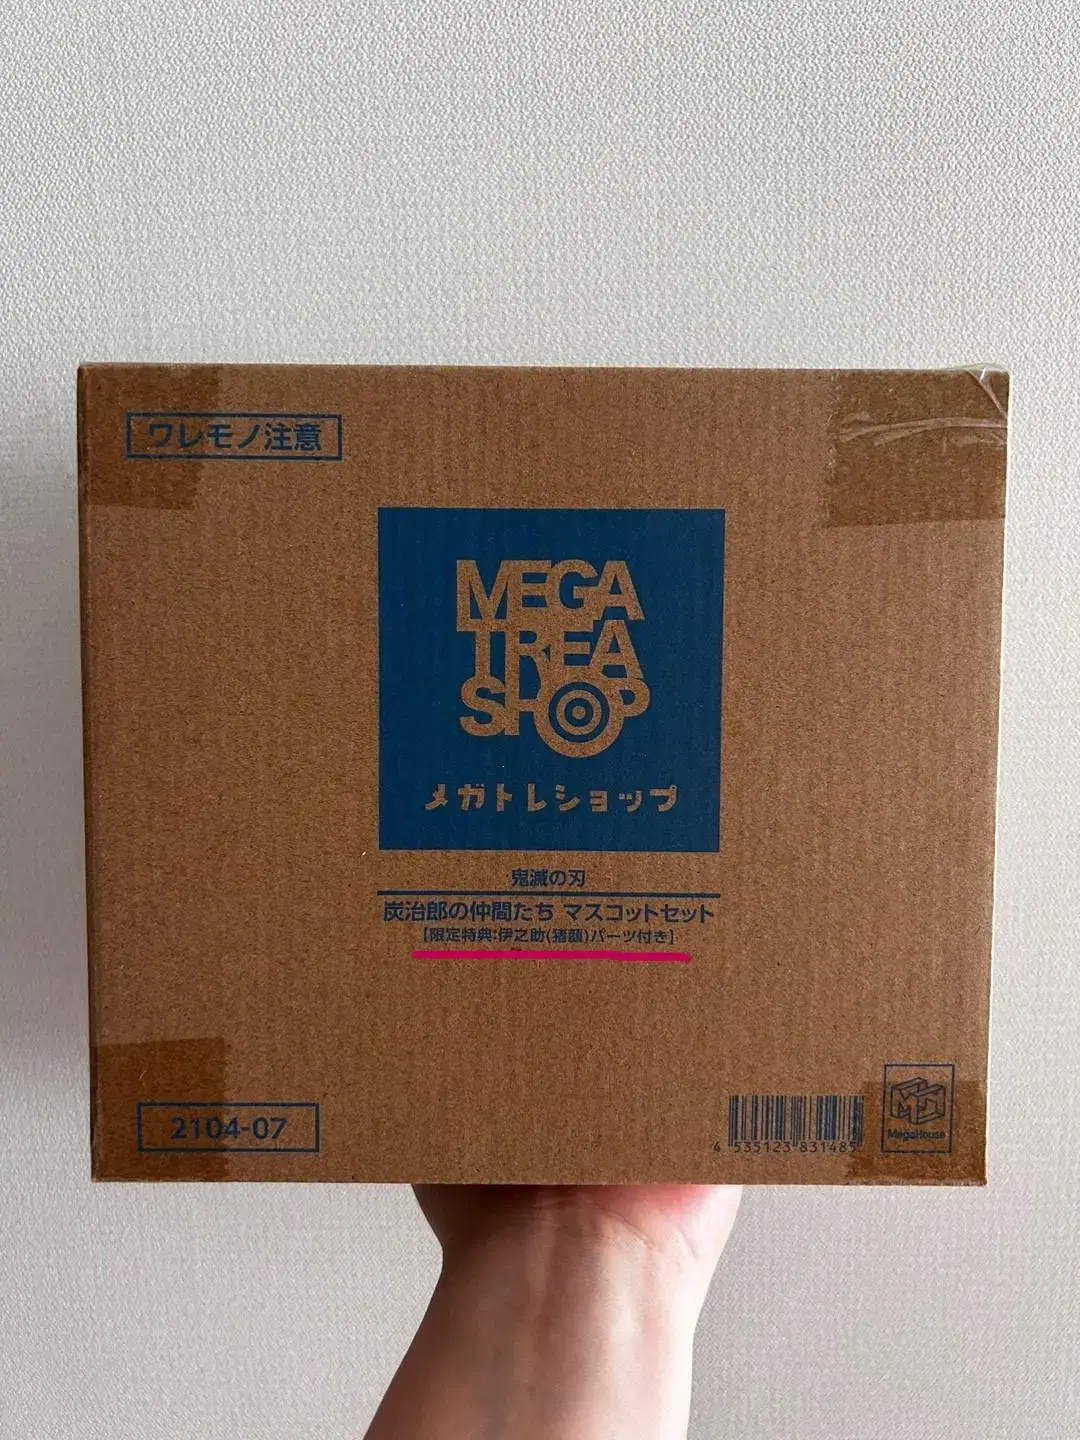 ワレモノ注意
MEGA
TREA
SHOP
メガトレショップ
鬼滅の刃
炭治郎の仲間たち マスコットセット
【限定特典:伊之助(猪顔)パーツ付き】
2104-07
4 535123 831485
MegaHouse